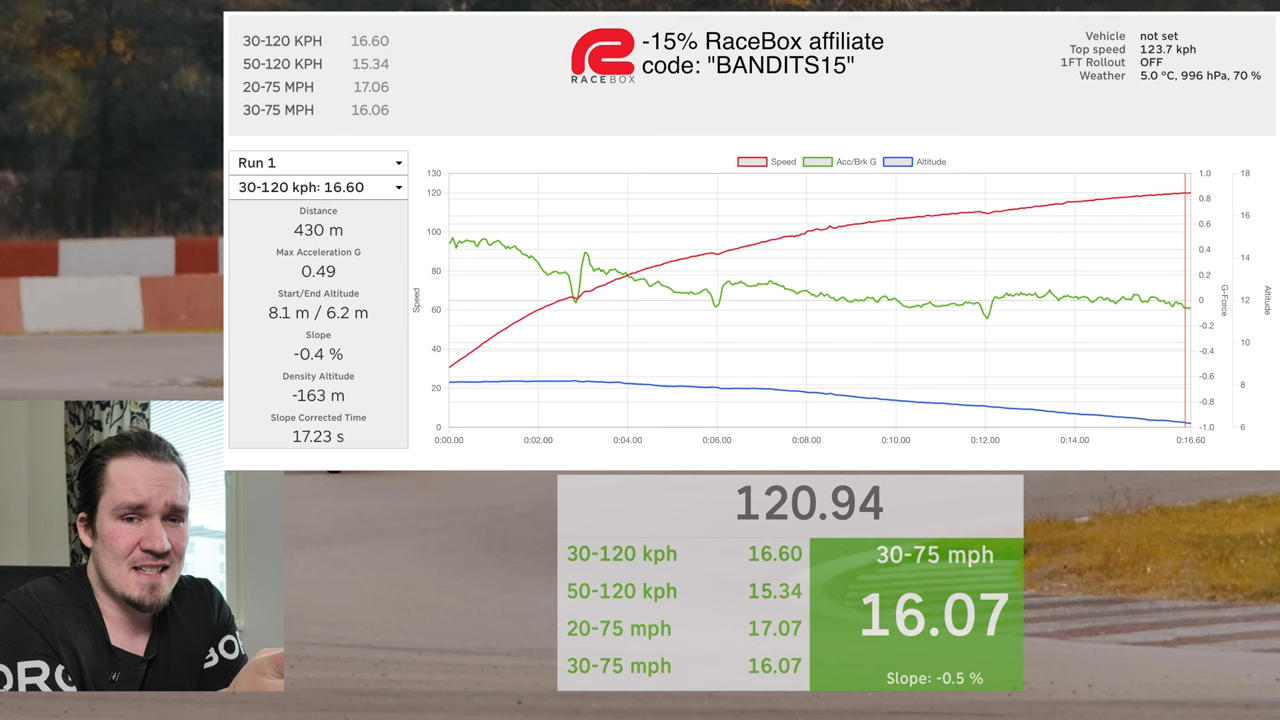 30-120 KPH 16.60
50-120 KPH 15.34
20-75 MPH 17.06
30-75 MPH 16.06
RACEBOX
-15% RaceBox affiliate
code: "BANDITS15"
Vehicle not set
Top speed 123.7 kph
1FT Rollout OFF
Weather 5.0 °C, 996 hPa, 70 %
Run 1
30-120 kph: 16.60
Distance
430 m
Max Acceleration G
0.49
Start/End Altitude
8.1 m / 6.2 m
Slope
-0.4 %
Density Altitude
-163 m
Slope Corrected Time
17.23 s
Speed Acc/Brk G Altitude
130 1.0 18
120
0.8
0.6 16
100
0.4
14
80 0.2
0 12
60
-0.2
10
40 -0.4
-0.6
20 8
-0.8
0 -1.0 6
Speed
G-Force
Altitude
0:00.00 0:02.00 0:04.00 0:06.00 0:08.00 0:10.00 0:12.00 0:14.00 0:16.60
120.94
30-120 kph 16.60
50-120 kph 15.34
20-75 mph 17.07
30-75 mph 16.07
30-75 mph
16.07
Slope: -0.5 %